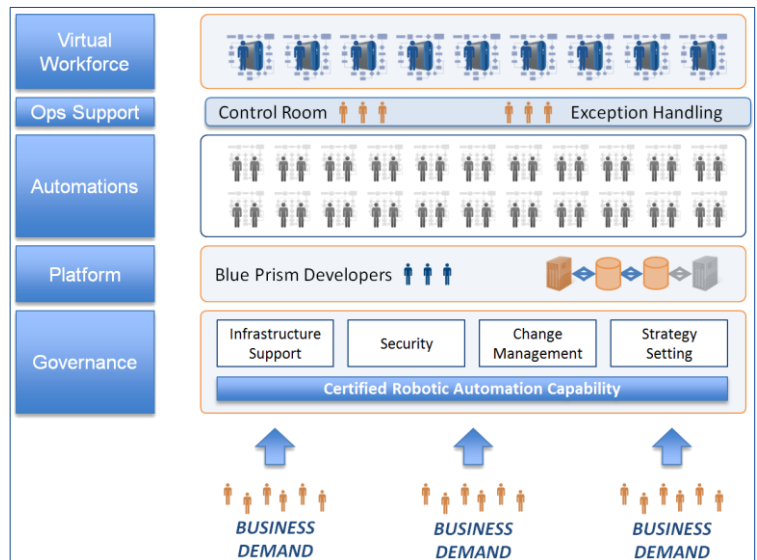 Virtual
Workforce
Ops Support
Control Room
Exception Handling
Automations
Platform
Blue Prism Developers
Governance
Infrastructure
Support
Security
Change
Management
Strategy
Setting
Certified Robotic Automation Capability
BUSINESS
DEMAND
BUSINESS
DEMAND
BUSINESS
DEMAND